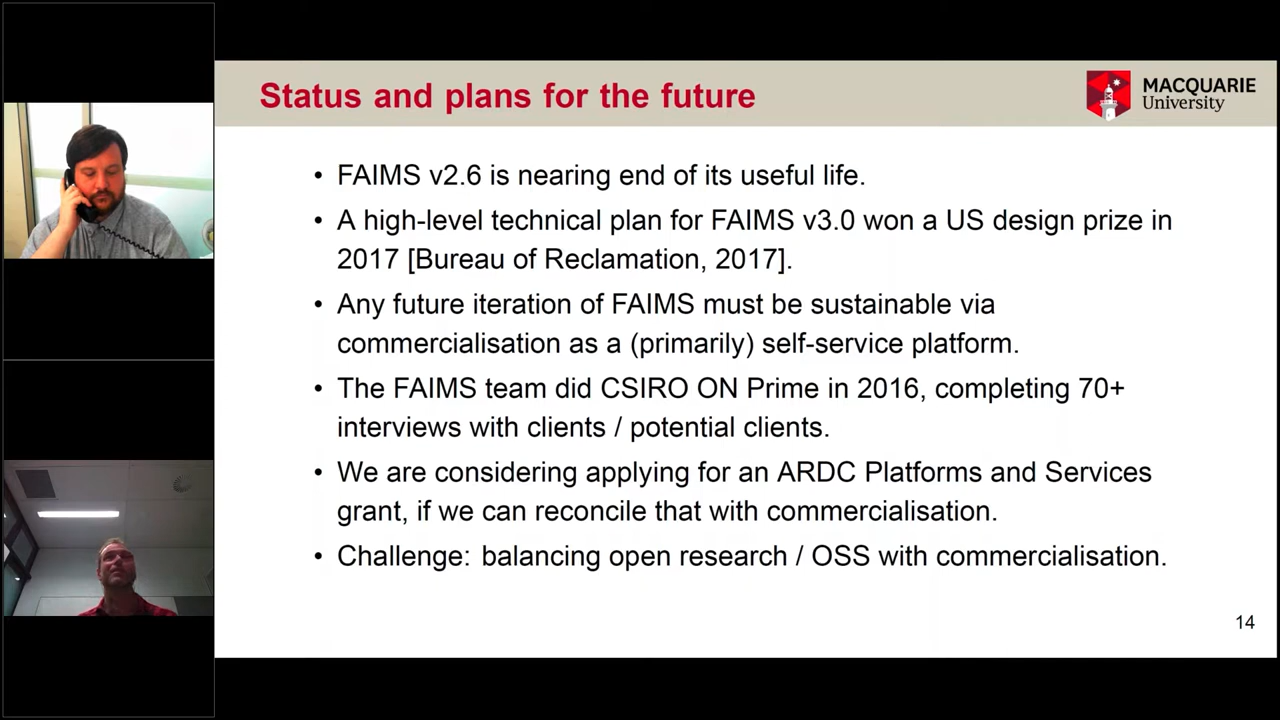 Status and plans for the future
MACQUARIE
University
• FAIMS v2.6 is nearing end of its useful life.
• A high-level technical plan for FAIMS v3.0 won a US design prize in
2017 [Bureau of Reclamation, 2017].
• Any future iteration of FAIMS must be sustainable via
commercialisation as a (primarily) self-service platform.
• The FAIMS team did CSIRO ON Prime in 2016, completing 70+
interviews with clients / potential clients.
• We are considering applying for an ARDC Platforms and Services
grant, if we can reconcile that with commercialisation.
• Challenge: balancing open research / OSS with commercialisation.
14